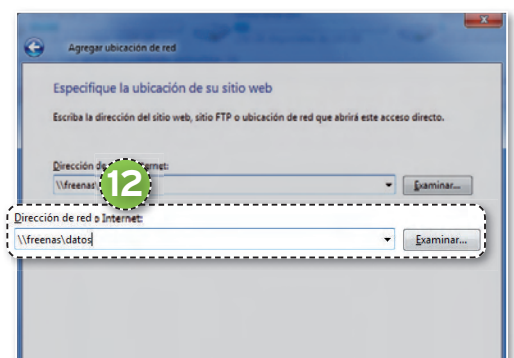 Agregar ubicación de red
Especifique la ubicación de su sitio web
Escriba la dirección del sitio web, sitio FTP o ubicación de red que abrirá este acceso directo.
Dirección de Internet:
\\freenas\
Examinar...
12
Dirección de red o Internet:
\\freenas\datos
Examinar...